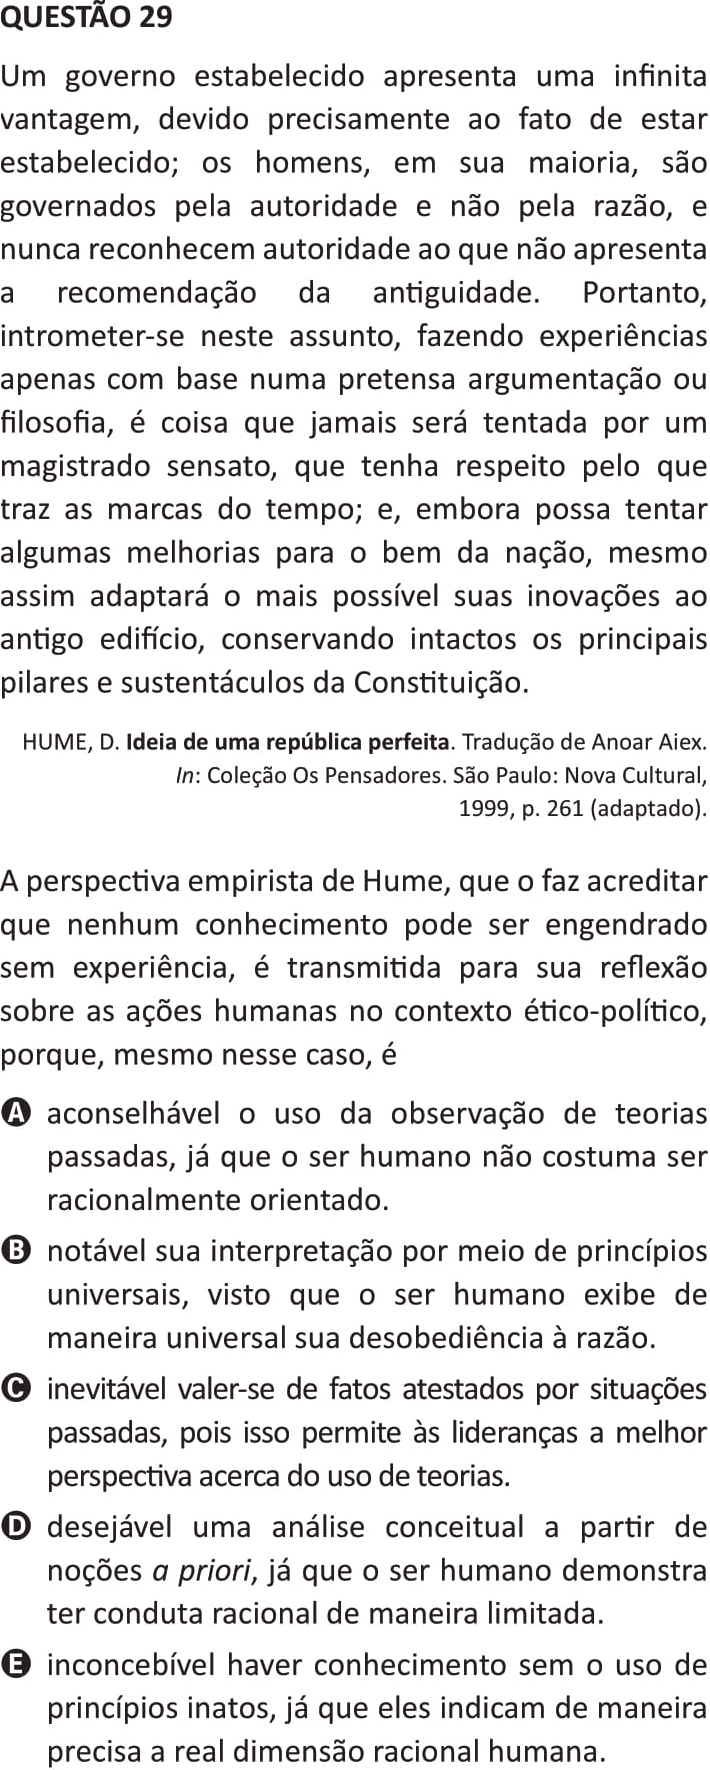 QUESTÃO 29
Um governo estabelecido apresenta uma infinita
vantagem, devido precisamente ao fato de estar
estabelecido; os homens, em sua maioria, são
governados pela autoridade e não pela razão, e
nunca reconhecem autoridade ao que não apresenta
a recomendação da antiguidade. Portanto,
intrometer-se neste assunto, fazendo experiências
apenas com base numa pretensa argumentação ou
filosofia, é coisa que jamais será tentada por um
magistrado sensato, que tenha respeito pelo que
traz as marcas do tempo; e, embora possa tentar
algumas melhorias para o bem da nação, mesmo
assim adaptará o mais possível suas inovações ao
antigo edifício, conservando intactos os principais
pilares e sustentáculos da Constituição.
HUME, D. Ideia de uma república perfeita. Tradução de Anoar Aiex.
In: Coleção Os Pensadores. São Paulo: Nova Cultural,
1999, p. 261 (adaptado).
A perspectiva empirista de Hume, que o faz acreditar
que nenhum conhecimento pode ser engendrado
sem experiência, é transmitida para sua reflexão
sobre as ações humanas no contexto ético-político,
porque, mesmo nesse caso, é
A aconselhável o uso da observação de teorias
passadas, já que o ser humano não costuma ser
racionalmente orientado.
B notável sua interpretação por meio de princípios
universais, visto que o ser humano exibe de
maneira universal sua desobediência à razão.
C inevitável valer-se de fatos atestados por situações
passadas, pois isso permite às lideranças a melhor
perspectiva acerca do uso de teorias.
D desejável uma análise conceitual a partir de
noções a priori, já que o ser humano demonstra
ter conduta racional de maneira limitada.
E inconcebível haver conhecimento sem o uso de
princípios inatos, já que eles indicam de maneira
precisa a real dimensão racional humana.